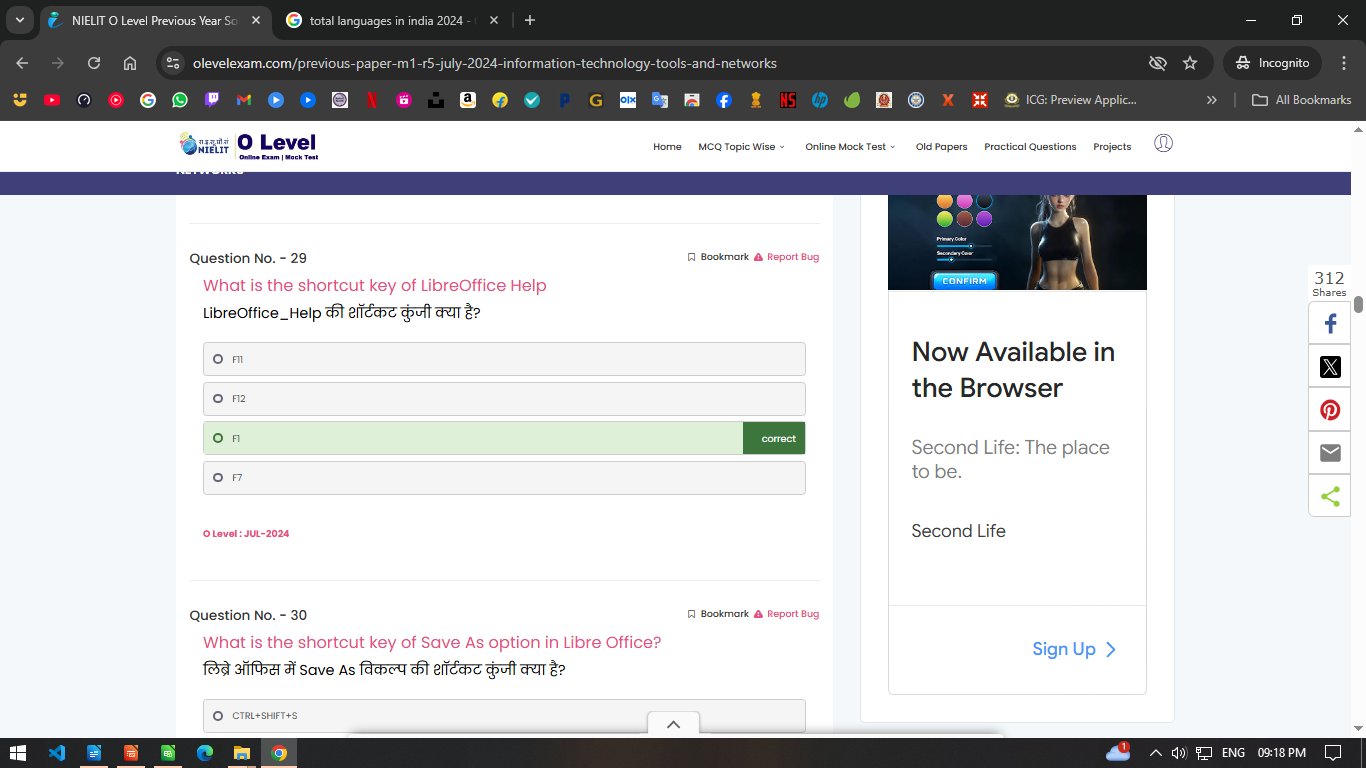 NIELIT O Level Previous Year So
total languages in india 2024 -
olevelexam.com/previous-paper-m1-r5-july-2024-information-technology-tools-and-networks
Incognito
ICG: Preview Applic...
All Bookmarks
NIELIT
O Level
Online Exam | Mock Test
Home
MCQ Topic Wise
Online Mock Test
Old Papers
Practical Questions
Projects
NETWORKS
Question No. - 29
Bookmark
Report Bug
What is the shortcut key of LibreOffice Help
LibreOffice_Help की शॉर्टकट कुंजी क्या है?
F11
F12
F1
correct
F7
O Level : JUL-2024
Question No. - 30
Bookmark
Report Bug
What is the shortcut key of Save As option in Libre Office?
लिब्रे ऑफिस में Save As विकल्प की शॉर्टकट कुंजी क्या है?
CTRL+SHIFT+S
Primary Color
Secondary Color
CONFIRM
Now Available in
the Browser
Second Life: The place
to be.
Second Life
Sign Up
312
Shares
1
ENG
09:18 PM